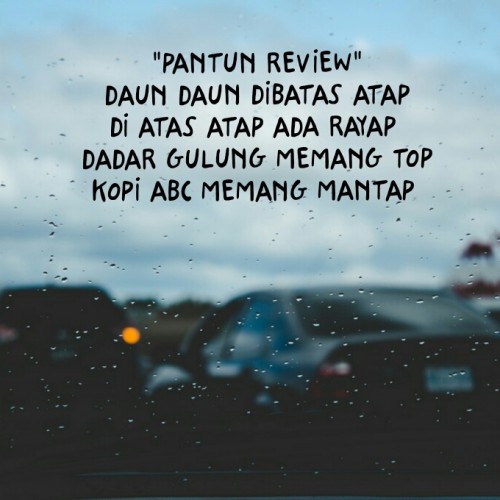 "PANTUN REVIEW"
DAUN DAUN DIBATAS ATAP
DI ATAS ATAP ADA RAYAP
DADAR GULUNG MEMANG TOP
KOPI ABC MEMANG MANTAP